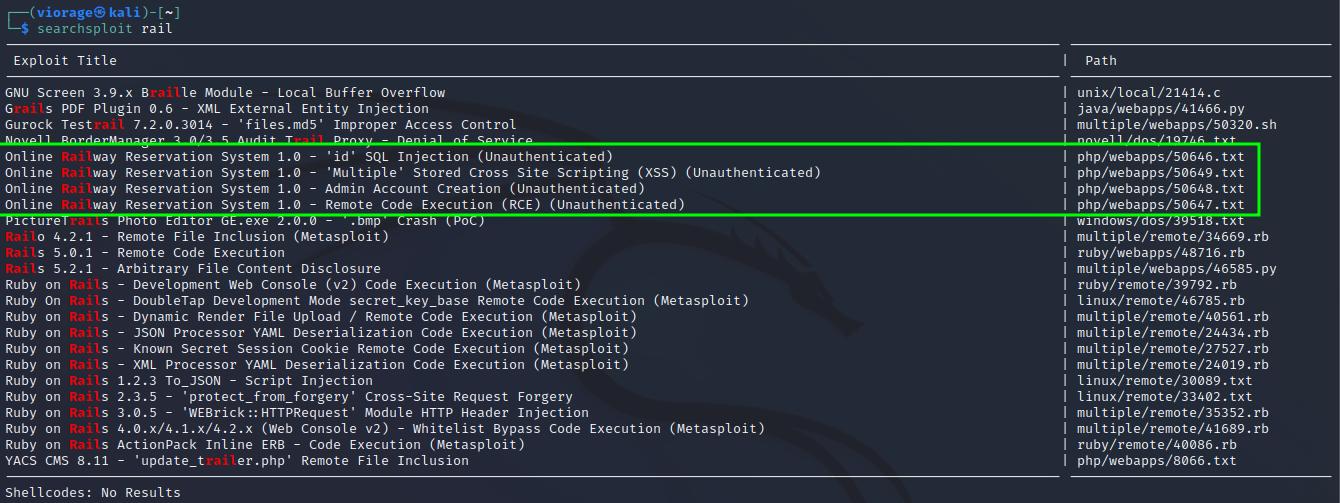 ┌──(viorage㉿kali)-[~]
└─$ searchsploit rail
Exploit Title | Path
GNU Screen 3.9.x Braille Module - Local Buffer Overflow | unix/local/21414.c
Grails PDF Plugin 0.6 - XML External Entity Injection | java/webapps/41466.py
Gurock Testrail 7.2.0.3014 - 'files.md5' Improper Access Control | multiple/webapps/50320.sh
Novell BorderManager 3.0/3.5 Audit Trail Proxy - Denial of Service | novell/dos/19746.txt
Online Railway Reservation System 1.0 - 'id' SQL Injection (Unauthenticated) | php/webapps/50646.txt
Online Railway Reservation System 1.0 - 'Multiple' Stored Cross Site Scripting (XSS) (Unauthenticated) | php/webapps/50649.txt
Online Railway Reservation System 1.0 - Admin Account Creation (Unauthenticated) | php/webapps/50648.txt
Online Railway Reservation System 1.0 - Remote Code Execution (RCE) (Unauthenticated) | php/webapps/50647.txt
PictureTrails Photo Editor GE.exe 2.0.0 - '.bmp' Crash (PoC) | windows/dos/39518.txt
Railo 4.2.1 - Remote File Inclusion (Metasploit) | multiple/remote/34669.rb
Rails 5.0.1 - Remote Code Execution | ruby/webapps/48716.rb
Rails 5.2.1 - Arbitrary File Content Disclosure | multiple/webapps/46585.py
Ruby on Rails - Development Web Console (v2) Code Execution (Metasploit) | ruby/remote/39792.rb
Ruby On Rails - DoubleTap Development Mode secret_key_base Remote Code Execution (Metasploit) | linux/remote/46785.rb
Ruby on Rails - Dynamic Render File Upload / Remote Code Execution (Metasploit) | multiple/remote/40561.rb
Ruby on Rails - JSON Processor YAML Deserialization Code Execution (Metasploit) | multiple/remote/24434.rb
Ruby on Rails - Known Secret Session Cookie Remote Code Execution (Metasploit) | multiple/remote/27527.rb
Ruby on Rails - XML Processor YAML Deserialization Code Execution (Metasploit) | multiple/remote/24019.rb
Ruby on Rails 1.2.3 To_JSON - Script Injection | linux/remote/30089.txt
Ruby on Rails 2.3.5 - 'protect_from_forgery' Cross-Site Request Forgery | linux/remote/33402.txt
Ruby on Rails 3.0.5 - 'WEBrick::HTTPRequest' Module HTTP Header Injection | multiple/remote/35352.rb
Ruby on Rails 4.0.x/4.1.x/4.2.x (Web Console v2) - Whitelist Bypass Code Execution (Metasploit) | multiple/remote/41689.rb
Ruby on Rails ActionPack Inline ERB - Code Execution (Metasploit) | ruby/remote/40086.rb
YACS CMS 8.11 - 'update_trailer.php' Remote File Inclusion | php/webapps/8066.txt
Shellcodes: No Results